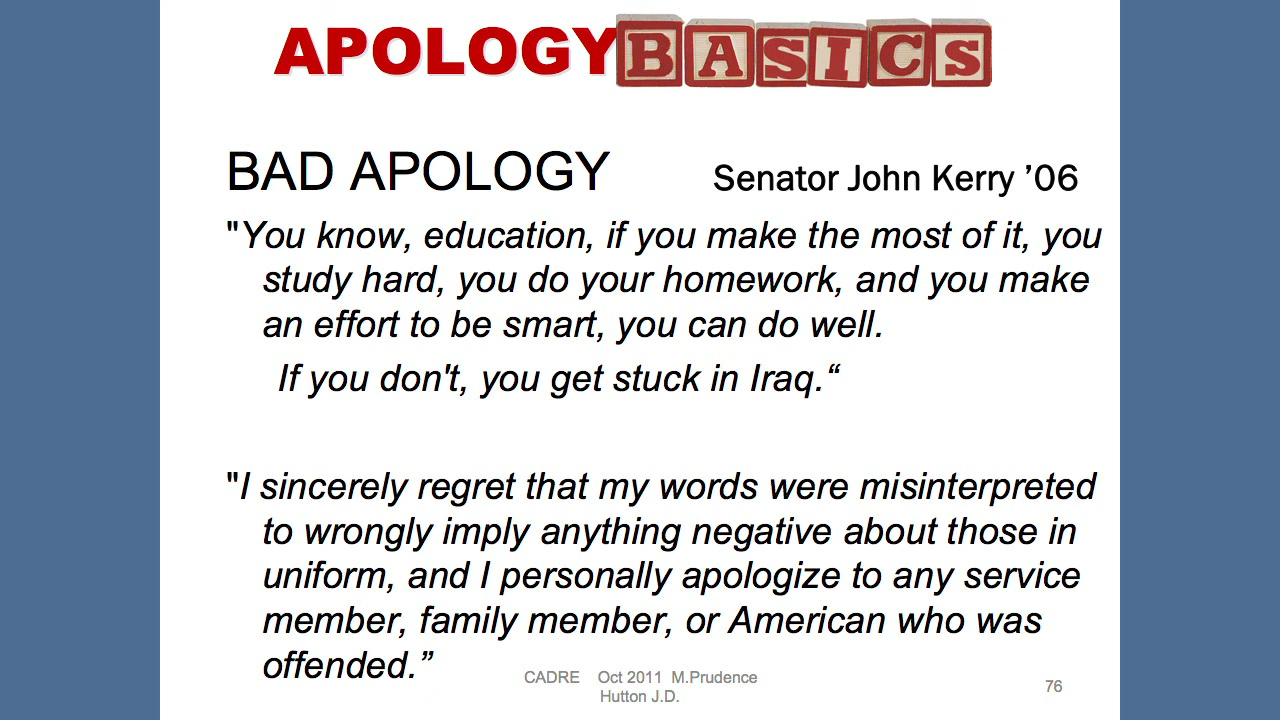 APOLOGY BASICS
BAD APOLOGY Senator John Kerry ’06
"You know, education, if you make the most of it, you
study hard, you do your homework, and you make
an effort to be smart, you can do well.
If you don't, you get stuck in Iraq.“
"I sincerely regret that my words were misinterpreted
to wrongly imply anything negative about those in
uniform, and I personally apologize to any service
member, family member, or American who was
offended.”
CADRE Oct 2011 M.Prudence
Hutton J.D.
76